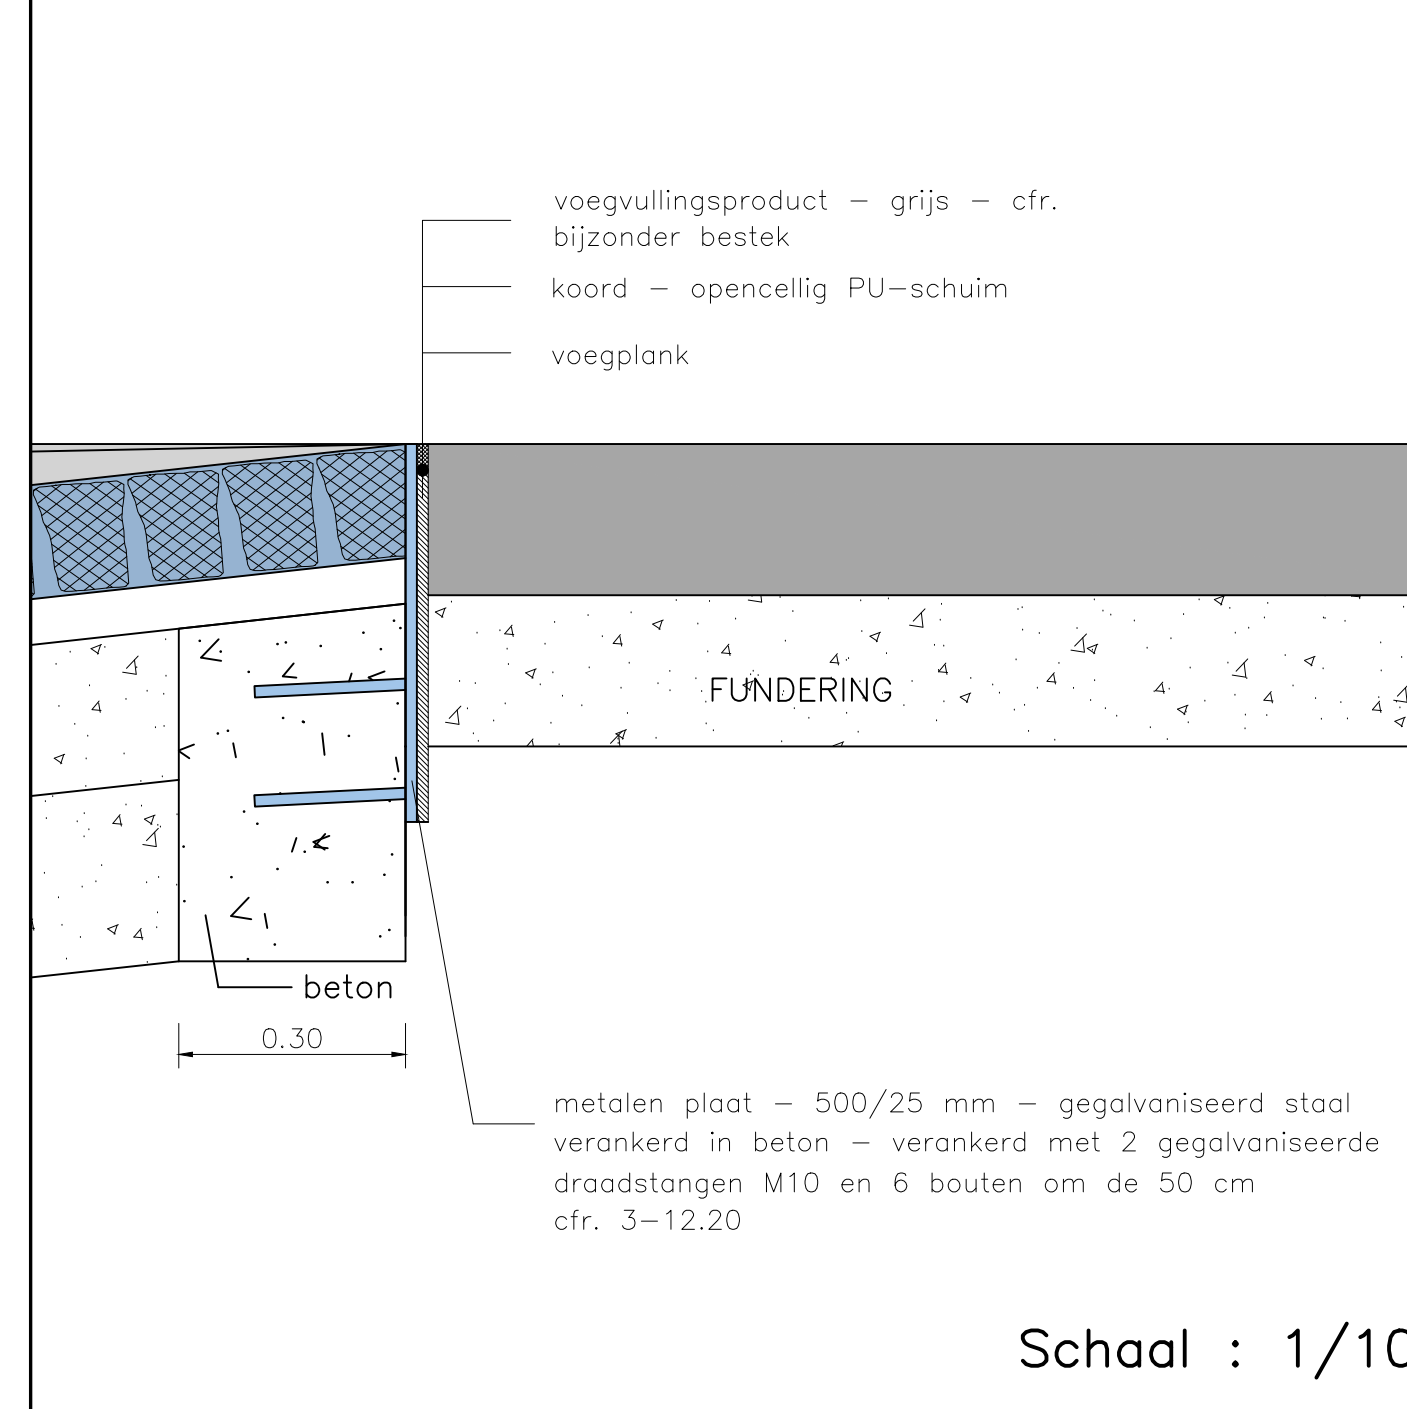 voegvullingsproduct – grijs – cfr.
bijzonder bestek
koord – opencellig PU–schuim
voegplank
FUNDERING
beton
0.30
metalen plaat – 500/25 mm – gegalvaniseerd staal
verankerd in beton – verankerd met 2 gegalvaniseerde
draadstangen M10 en 6 bouten om de 50 cm
cfr. 3–12.20
Schaal : 1/10